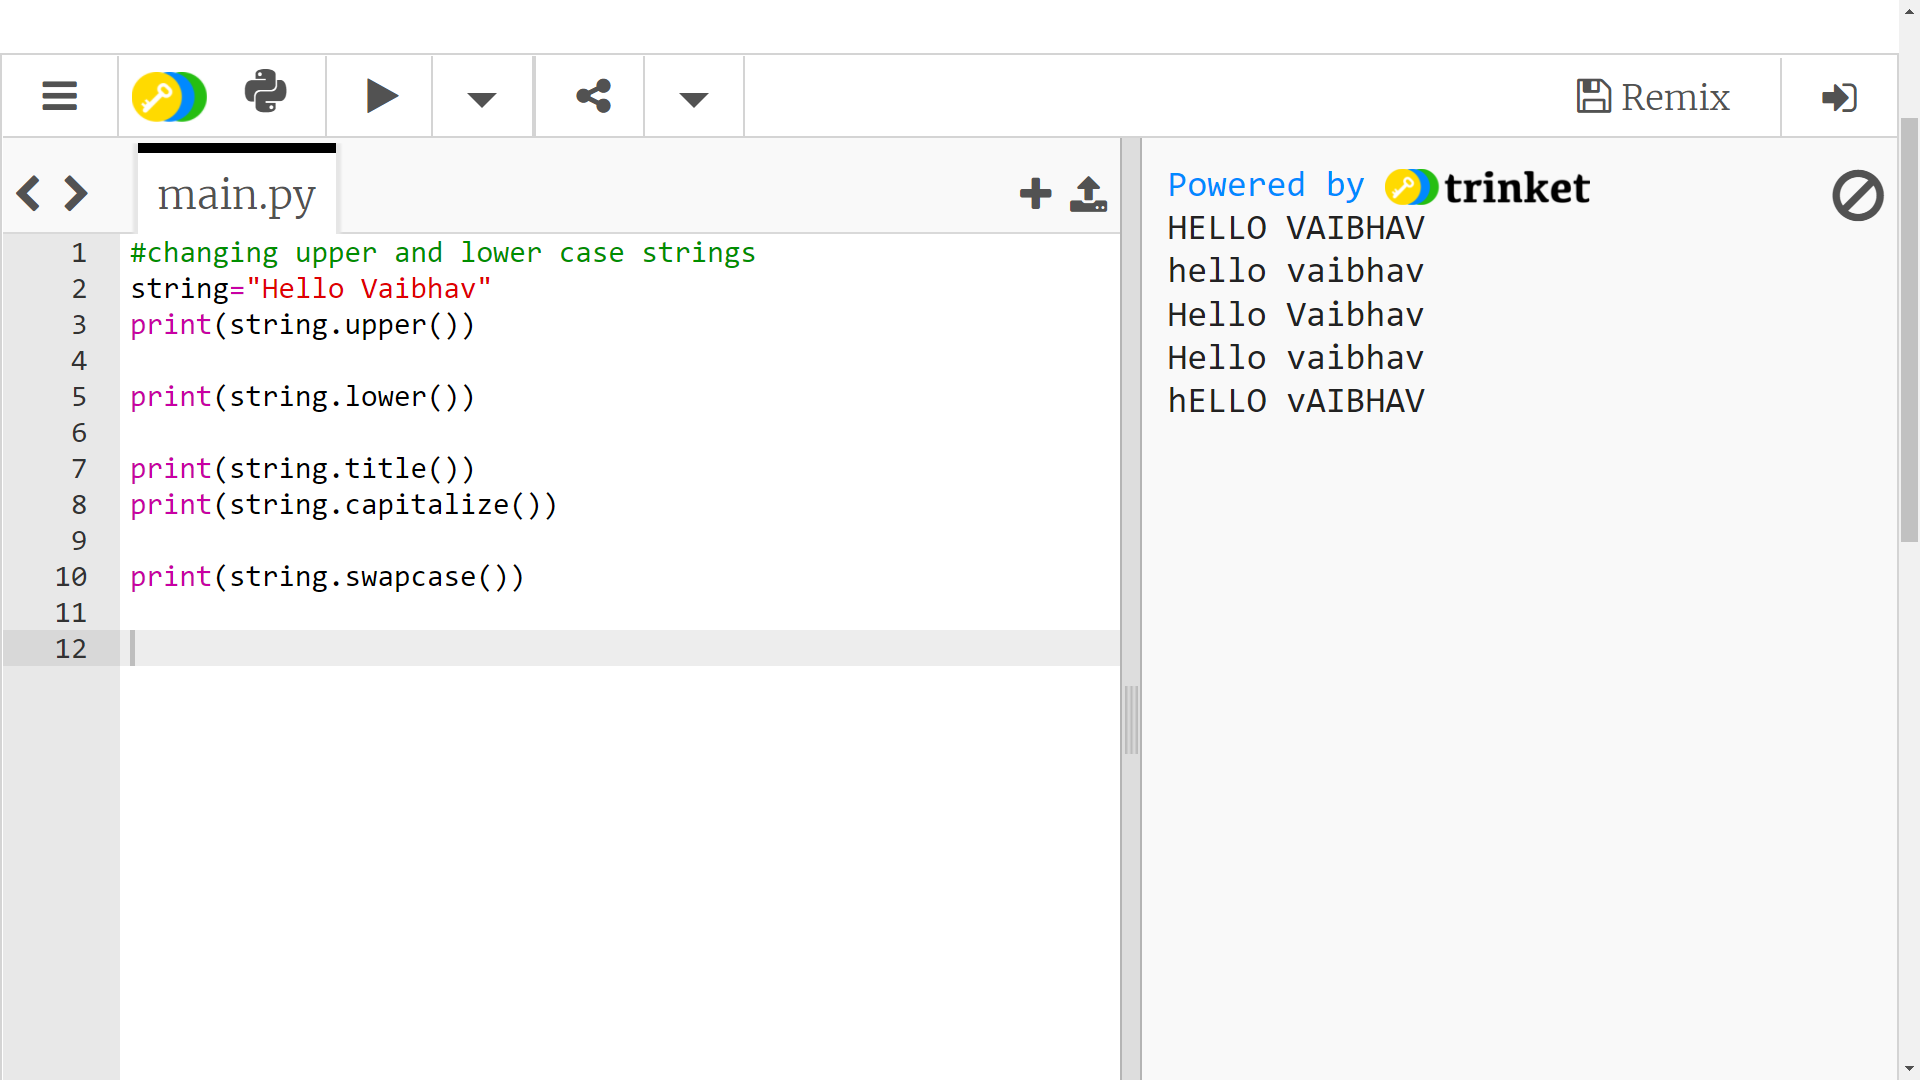 Remix
main.py
1 #changing upper and lower case strings
2 string="Hello Vaibhav"
3 print(string.upper())
4
5 print(string.lower())
6
7 print(string.title())
8 print(string.capitalize())
9
10 print(string.swapcase())
11
12
Powered by trinket
HELLO VAIBHAV
hello vaibhav
Hello Vaibhav
Hello vaibhav
hELLO vAIBHAV